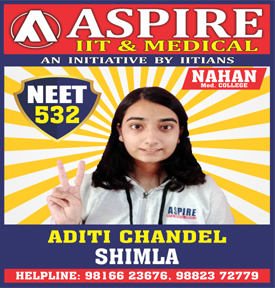 ASPIRE
IIT & MEDICAL
AN INITIATIVE BY IITIANS
NAHAN
Med. COLLEGE
NEET
532
ASPIRE
ADITI CHANDEL
SHIMLA
HELPLINE: 98166 23676. 98823 72779